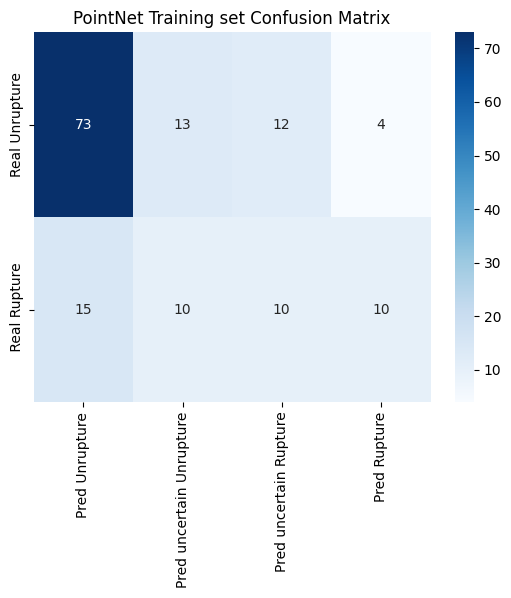 PointNet Training set Confusion Matrix
Real Unrupture
73 13 12 4
Real Rupture
15 10 10 10
Pred Unrupture
Pred uncertain Unrupture
Pred uncertain Rupture
Pred Rupture
70
60
50
40
30
20
10